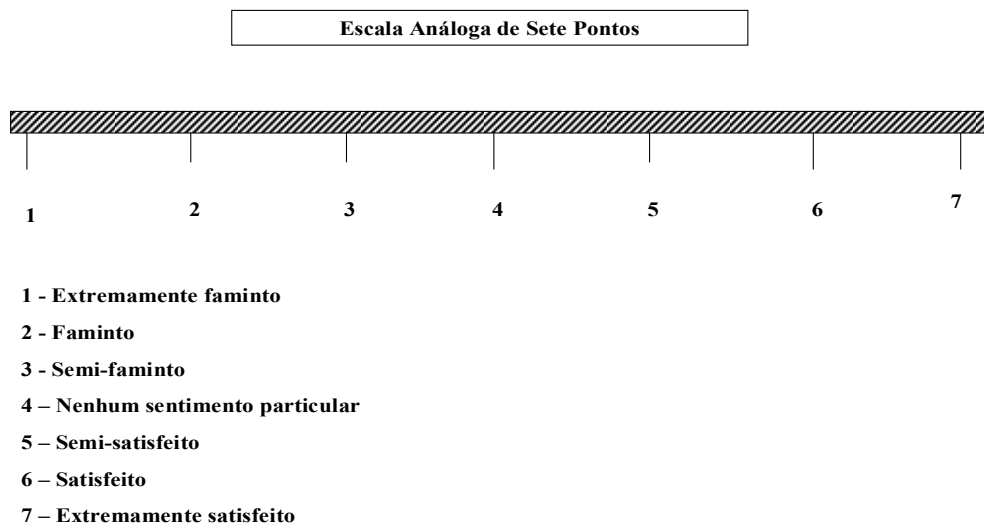 Escala Análoga de Sete Pontos
1 2 3 4 5 6 7
1 - Extremamente faminto
2 - Faminto
3 - Semi-faminto
4 – Nenhum sentimento particular
5 – Semi-satisfeito
6 – Satisfeito
7 – Extremamente satisfeito